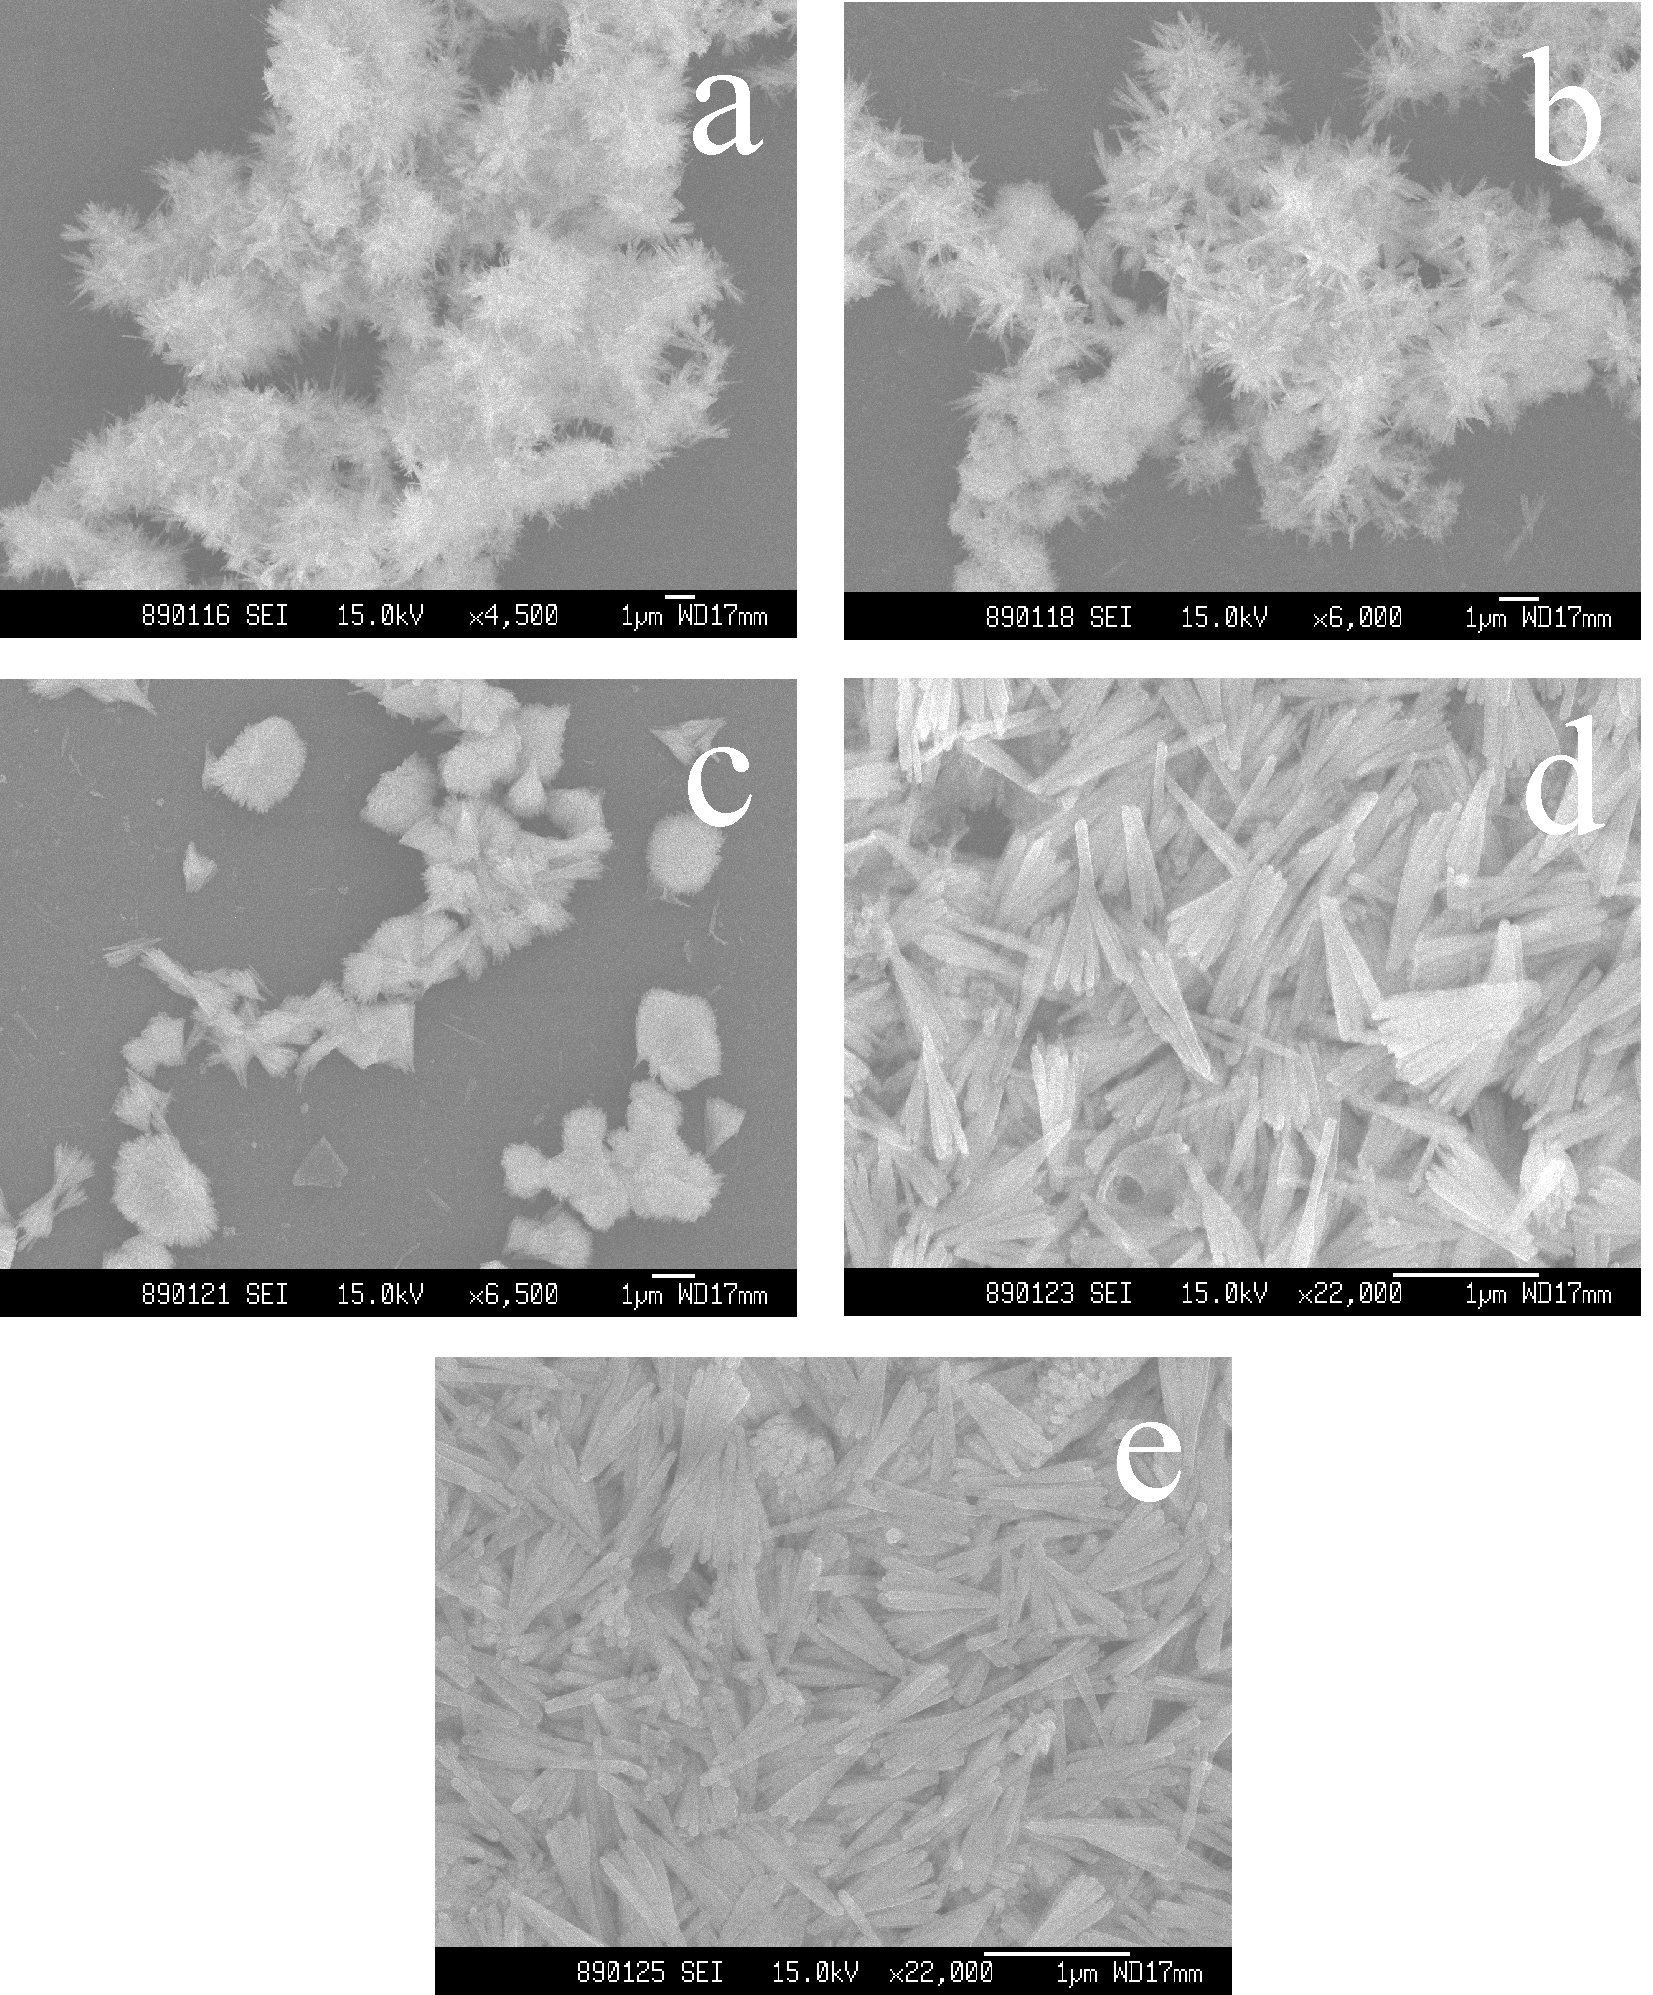 a
890116 SEI 15.0kV ×4,500 1µm WD17mm
b
890118 SEI 15.0kV ×6,000 1µm WD17mm
c
890121 SEI 15.0kV ×6,500 1µm WD17mm
d
890123 SEI 15.0kV ×22,000 1µm WD17mm
e
890125 SEI 15.0kV ×22,000 1µm WD17mm